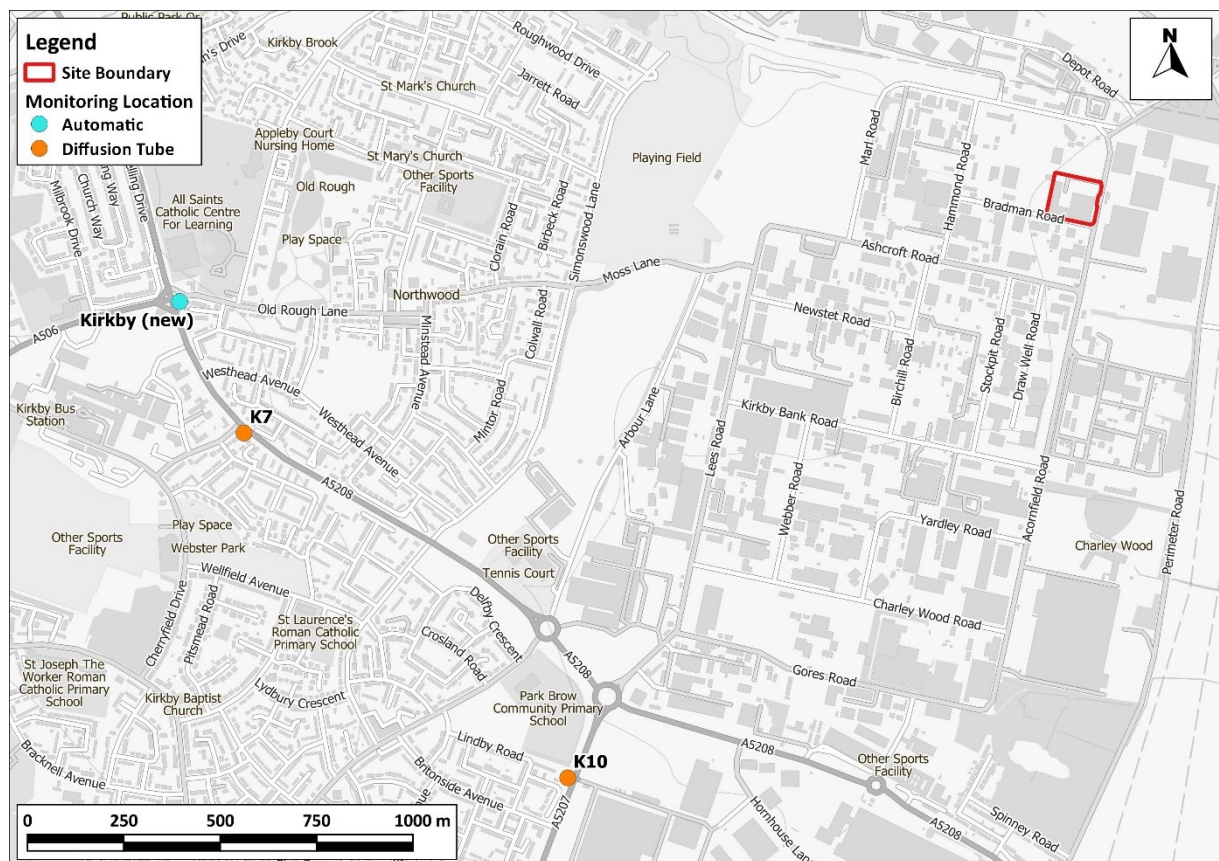 Legend
Site Boundary
Monitoring Location
Automatic
Diffusion Tube
N
Kirkby Brook
Roughwood Drive
Jarrett Road
St Mark's Church
Depot Road
Appleby Court
Nursing Home
St Mary's Church
Other Sports
Facility
Playing Field
Marl Road
Hammond Road
Milbrook Drive
Church Way
All Saints
Catholic Centre
For Learning
Old Rough
Play Space
Clorain Road
Birbeck Road
Simonswood Lane
Bradman Road
Ashcroft Road
Moss Lane
Northwood
Old Rough Lane
Kirkby (new)
A506
Minstead Avenue
Colwall Road
Newstet Road
Birchill Road
Stockpit Road
Draw Well Road
Westhead Avenue
Westhead Avenue
Mintor Road
Arbour Lane
Lees Road
Kirkby Bank Road
Kirkby Bus
Station
K7
A5208
Webber Road
Yardley Road
Acornfield Road
Perimeter Road
Charley Wood
Other Sports
Facility
Play Space
Webster Park
Other Sports
Facility
Tennis Court
Wellfield Avenue
Cherryfield Drive
Pitsmead Road
St Laurence's
Roman Catholic
Primary School
Delfby Crescent
Crosland Road
Charley Wood Road
A5208
Gores Road
St Joseph The
Worker Roman
Catholic Primary
School
Kirkby Baptist
Church
Lydbury Crescent
Park Brow
Community Primary
School
Lindby Road
K10
A5208
Other Sports
Facility
Bracknell Avenue
Britonside Avenue
A5207
Hornhouse Lane
A5208
Spinney Road
0 250 500 750 1000 m